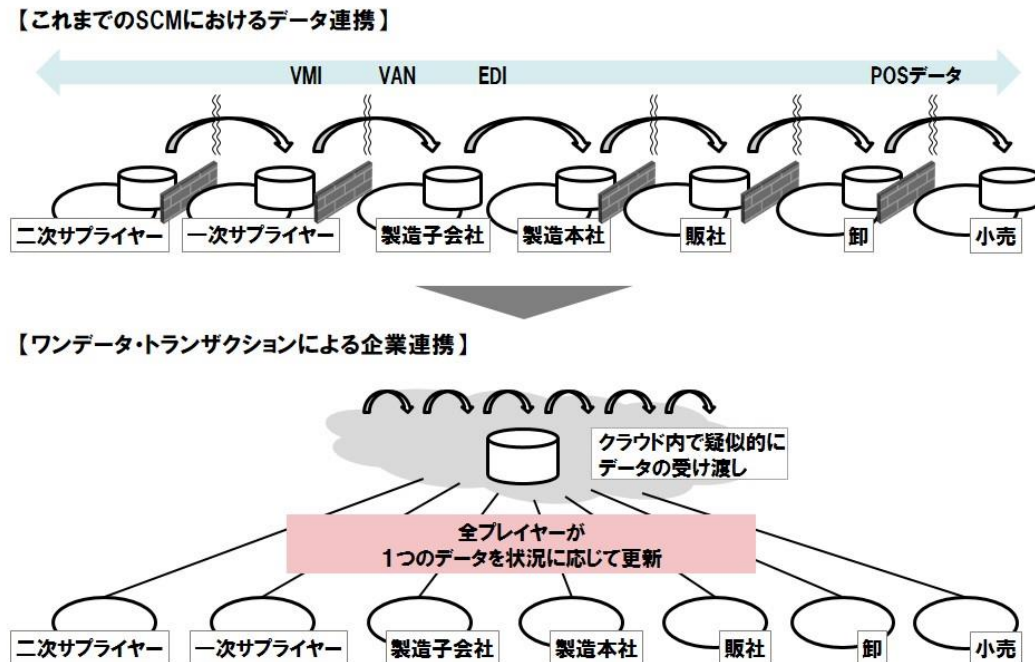 【これまでのSCMにおけるデータ連携】
VMI VAN EDI POSデータ
二次サプライヤー 一次サプライヤー 製造子会社 製造本社 販社 卸 小売
【ワンデータ・トランザクションによる企業連携】
クラウド内で疑似的に
データの受け渡し
全プレイヤーが
1つのデータを状況に応じて更新
二次サプライヤー 一次サプライヤー 製造子会社 製造本社 販社 卸 小売